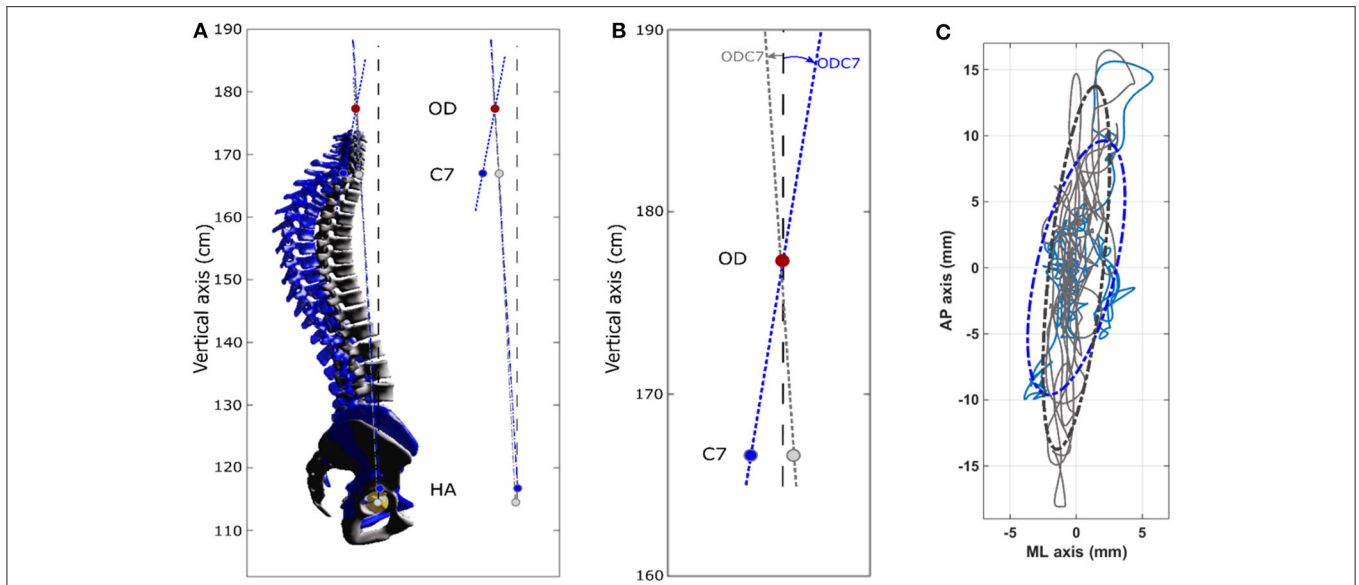 A
190
180
170
160
150
140
130
120
110
Vertical axis (cm)
OD
C7
HA
B
190
180
170
160
Vertical axis (cm)
ODC7
ODC7
OD
C7
C
15
10
5
0
-5
-10
-15
AP axis (mm)
-5 0 5
ML axis (mm)